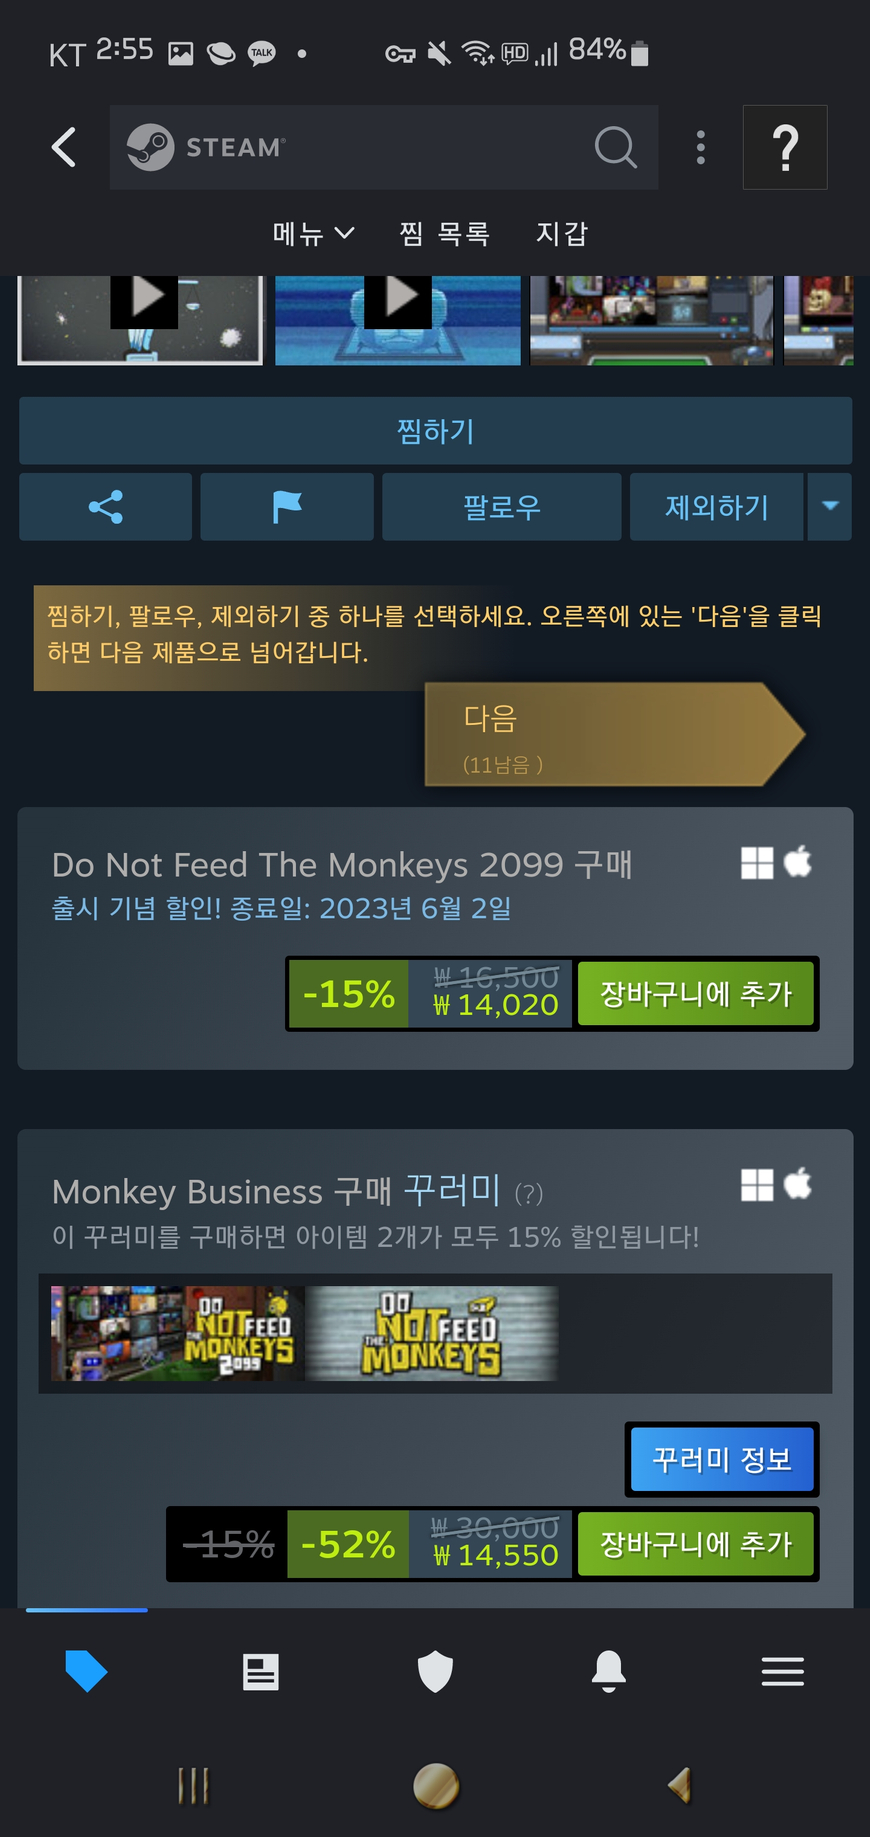 KT 2:55 TALK HD 84%
STEAM®
?
메뉴 찜 목록 지갑
찜하기
팔로우 제외하기
찜하기, 팔로우, 제외하기 중 하나를 선택하세요. 오른쪽에 있는 '다음'을 클릭
하면 다음 제품으로 넘어갑니다.
다음
(11남음 )
Do Not Feed The Monkeys 2099 구매
출시 기념 할인! 종료일: 2023년 6월 2일
-15% ₩ 16,500
₩ 14,020
장바구니에 추가
Monkey Business 구매 꾸러미 (?)
이 꾸러미를 구매하면 아이템 2개가 모두 15% 할인됩니다!
DO NOT FEED THE MONKEYS 2099
DO NOT FEED THE MONKEYS
꾸러미 정보
-15% -52% ₩ 30,000
₩ 14,550
장바구니에 추가